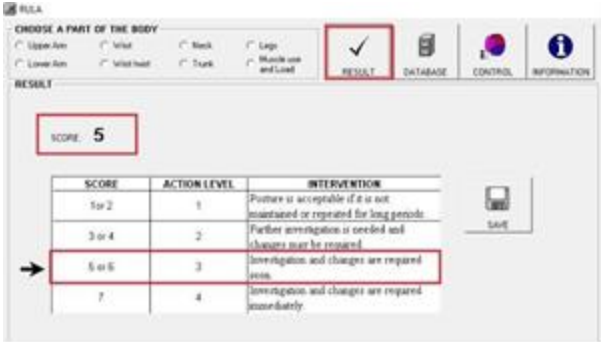 RULA
CHOOSE A PART OF THE BODY
Upper Arm Wrist Neck Legs
Lower Arm Wrist twist Trunk Muscle use
and Load
RESULT DATABASE CONTROL INFORMATION
RESULT
SCORE: 5
SCORE ACTION LEVEL INTERVENTION
1 or 2 1 Posture is acceptable if it is not
maintained or repeated for long periods.
3 or 4 2 Further investigation is needed and
changes may be required.
5 or 6 3 Investigation and changes are required
soon.
7 4 Investigation and changes are required
immediately.
SAVE